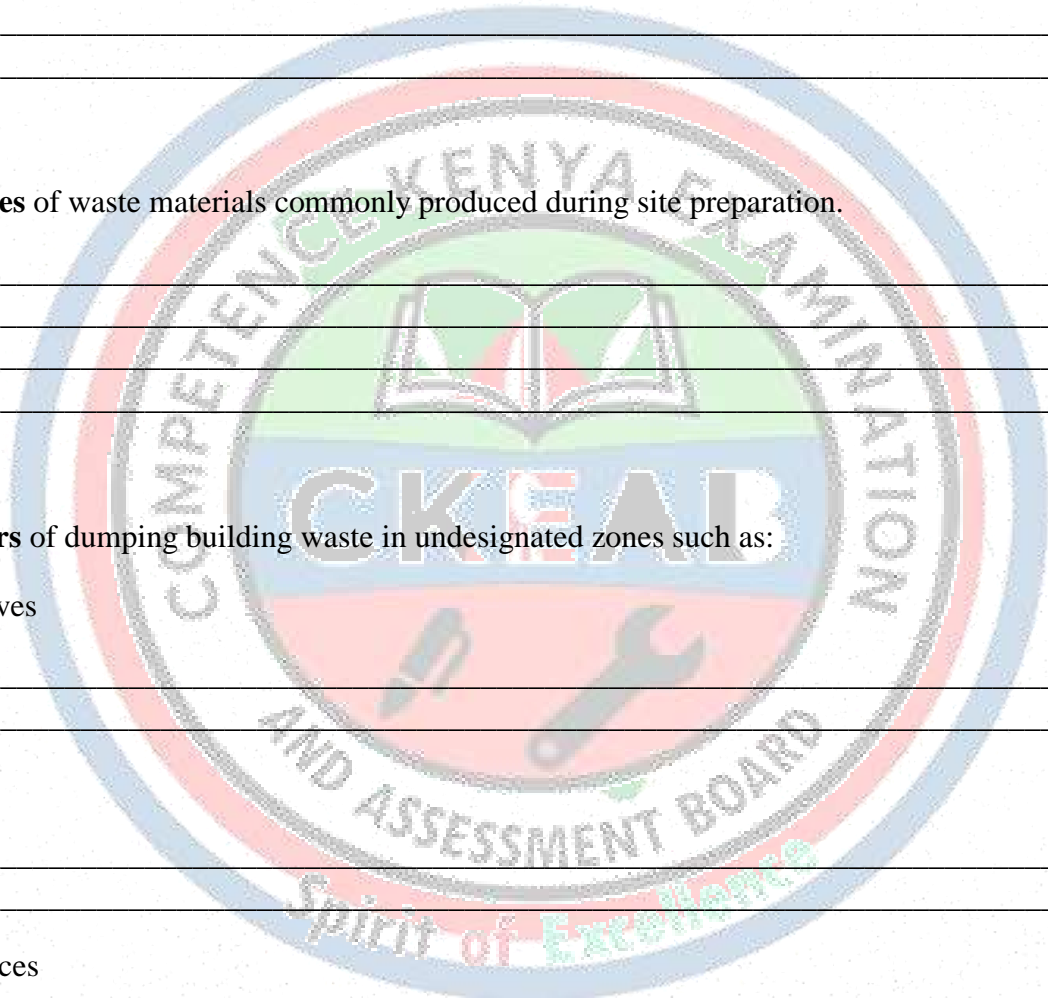 es of waste materials commonly produced during site preparation.
COMPETENCE KENYA EXAMINATION
CKEAB
rs of dumping building waste in undesignated zones such as:
ves
AND ASSESSMENT BOARD
Spirit of Excellence
ces